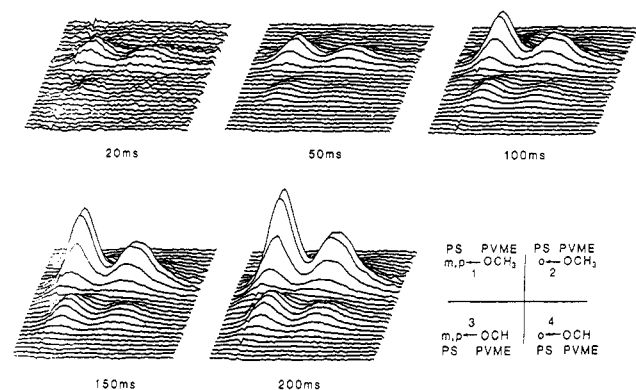 20ms
50ms
100ms
150ms
200ms
PS PVME
m,p←OCH₃
1
PS PVME
o←OCH₃
2
3
m,p←OCH
PS PVME
4
o←OCH
PS PVME